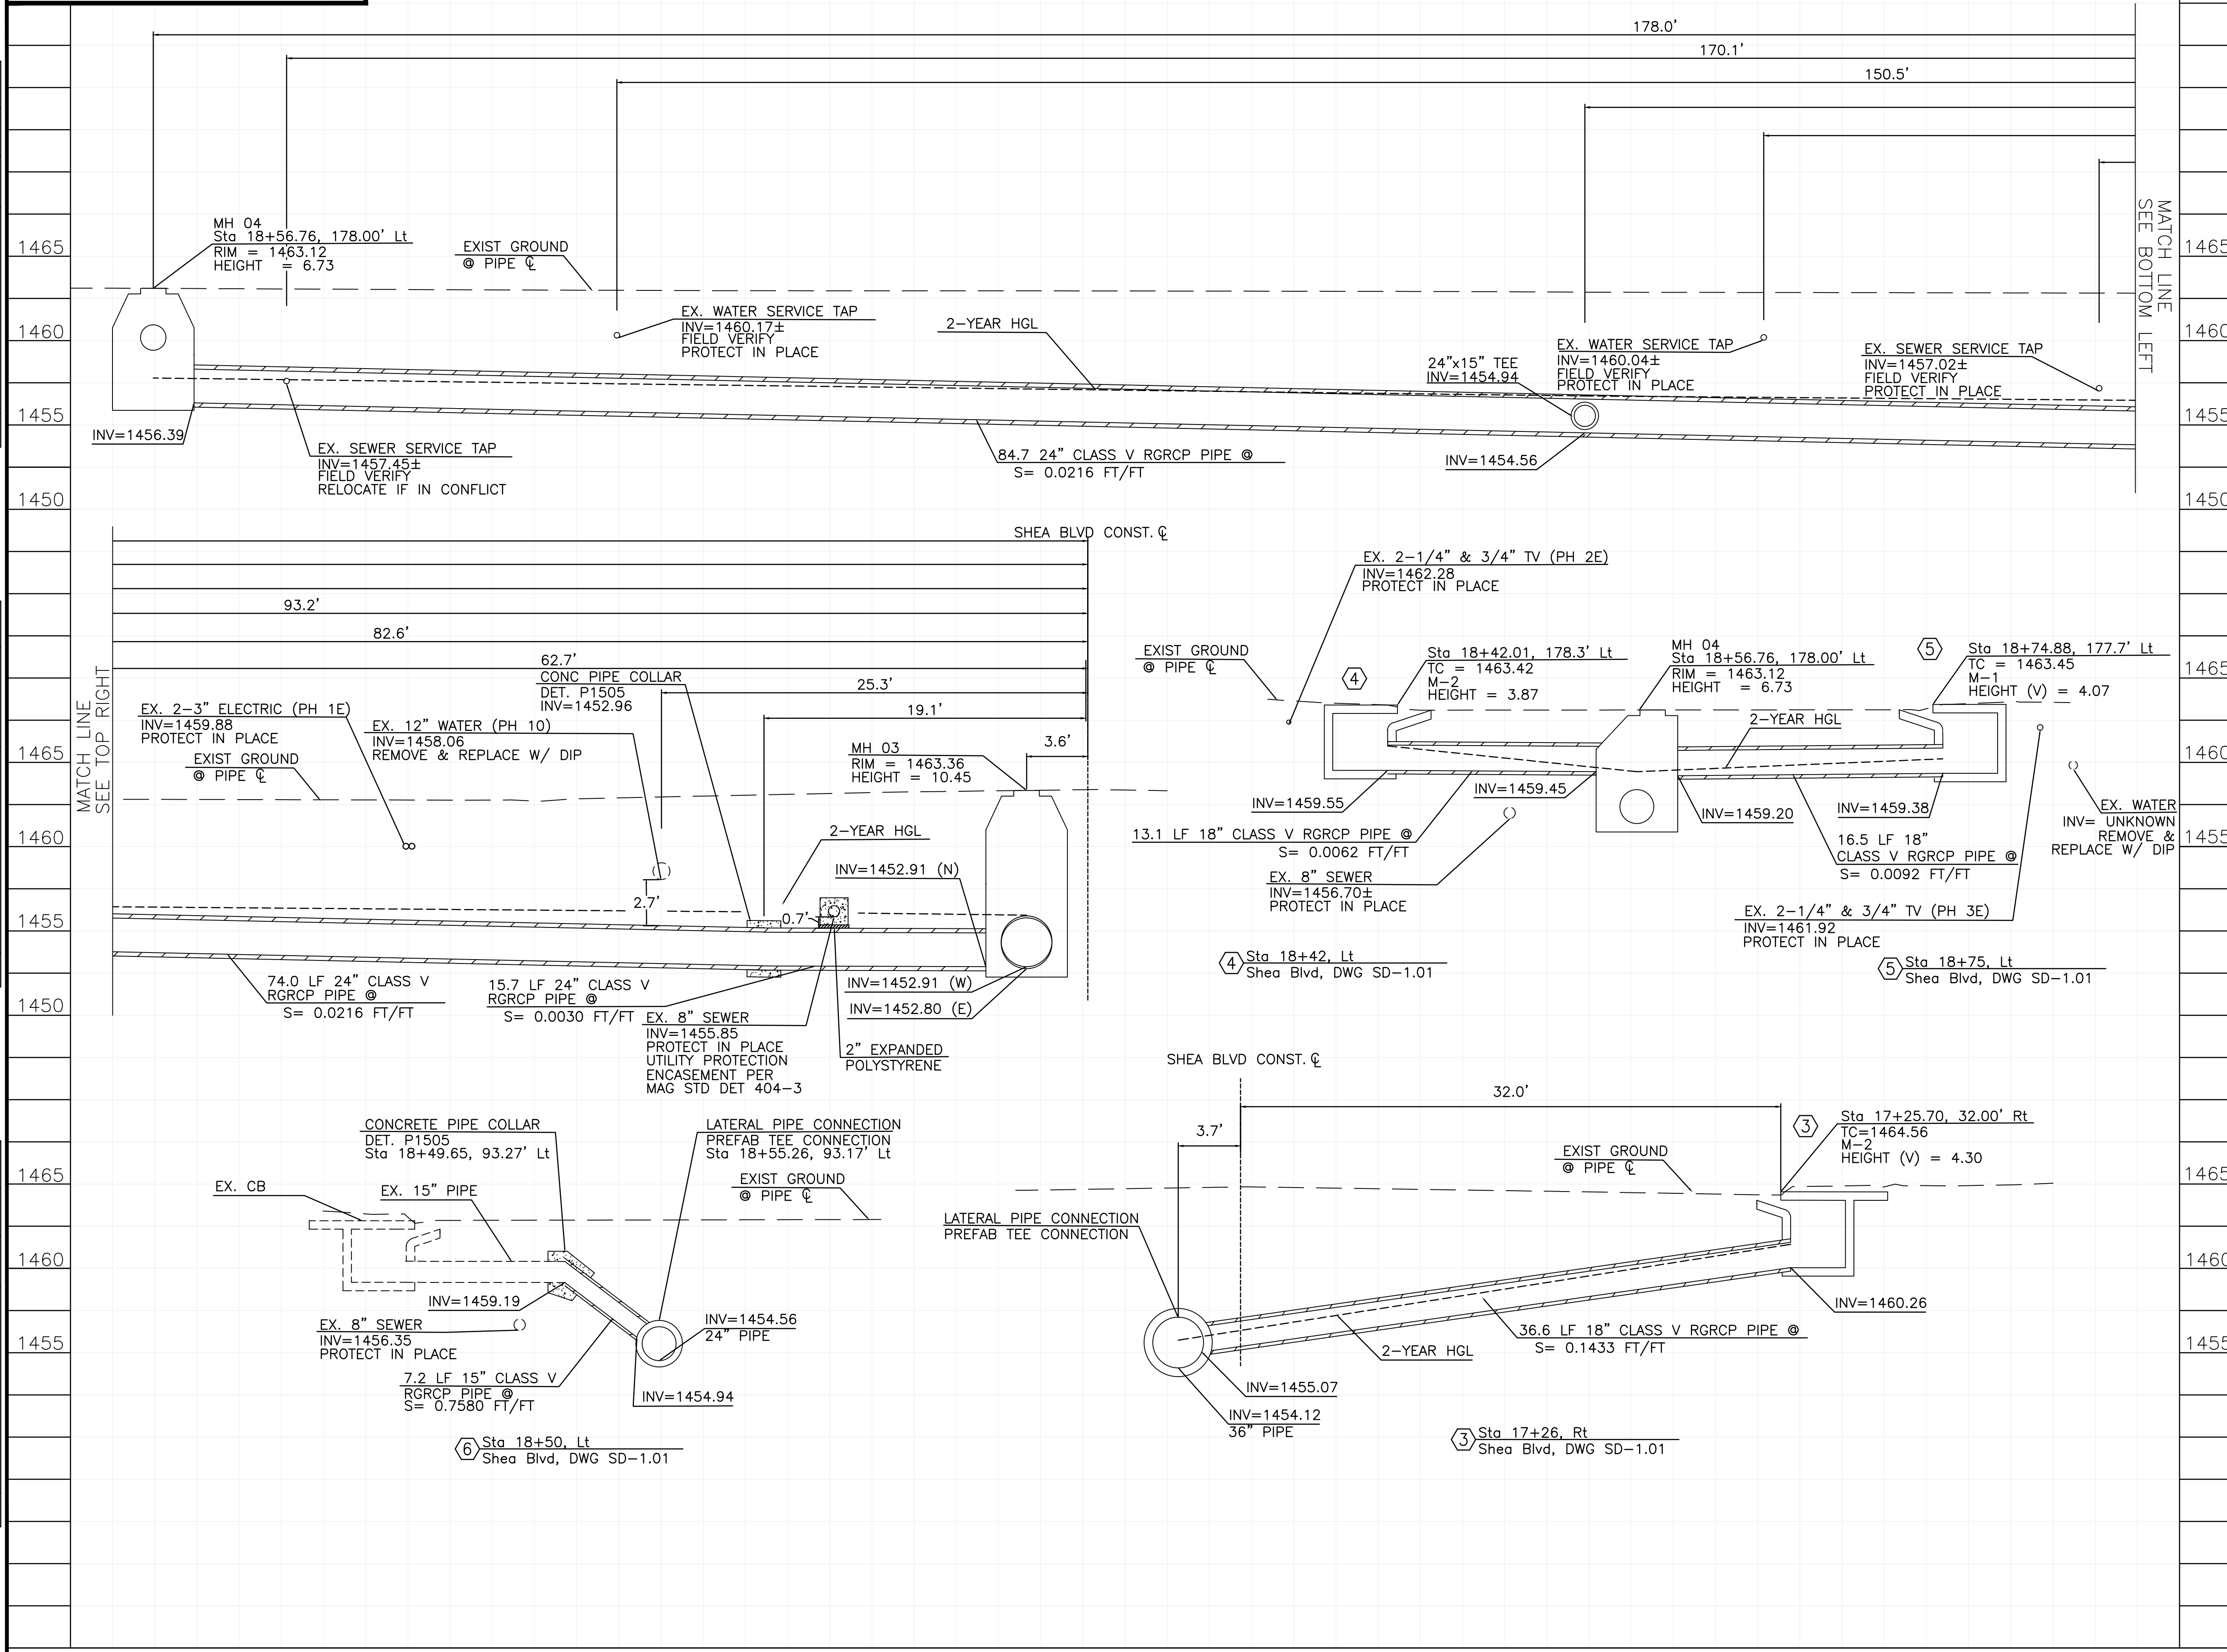 178.0'
170.1'
150.5'
MATCH LINE
SEE BOTTOM LEFT
1465
1460
1455
1450
1465
1460
1455
1450
MH 04
Sta 18+56.76, 178.00' Lt
RIM = 1463.12
HEIGHT = 6.73
EXIST GROUND
@ PIPE ℄
EX. WATER SERVICE TAP
INV=1460.17±
FIELD VERIFY
PROTECT IN PLACE
2-YEAR HGL
24"x15" TEE
INV=1454.94
EX. WATER SERVICE TAP
INV=1460.04±
FIELD VERIFY
PROTECT IN PLACE
EX. SEWER SERVICE TAP
INV=1457.02±
FIELD VERIFY
PROTECT IN PLACE
INV=1456.39
EX. SEWER SERVICE TAP
INV=1457.45±
FIELD VERIFY
RELOCATE IF IN CONFLICT
84.7 24" CLASS V RGRCP PIPE @
S= 0.0216 FT/FT
INV=1454.56
SHEA BLVD CONST. ℄
93.2'
82.6'
62.7'
25.3'
19.1'
3.6'
MATCH LINE
SEE TOP RIGHT
1465
1460
1455
1450
CONC PIPE COLLAR
DET. P1505
INV=1452.96
EX. 2-3" ELECTRIC (PH 1E)
INV=1459.88
PROTECT IN PLACE
EX. 12" WATER (PH 10)
INV=1458.06
REMOVE & REPLACE W/ DIP
EXIST GROUND
@ PIPE ℄
MH 03
RIM = 1463.36
HEIGHT = 10.45
2-YEAR HGL
INV=1452.91 (N)
2.7'
0.7'
74.0 LF 24" CLASS V
RGRCP PIPE @
S= 0.0216 FT/FT
15.7 LF 24" CLASS V
RGRCP PIPE @
S= 0.0030 FT/FT
EX. 8" SEWER
INV=1455.85
PROTECT IN PLACE
UTILITY PROTECTION
ENCASEMENT PER
MAG STD DET 404-3
INV=1452.91 (W)
INV=1452.80 (E)
2" EXPANDED
POLYSTYRENE
EX. 2-1/4" & 3/4" TV (PH 2E)
INV=1462.28
PROTECT IN PLACE
EXIST GROUND
@ PIPE ℄
4
Sta 18+42.01, 178.3' Lt
TC = 1463.42
M-2
HEIGHT = 3.87
MH 04
Sta 18+56.76, 178.00' Lt
RIM = 1463.12
HEIGHT = 6.73
5
Sta 18+74.88, 177.7' Lt
TC = 1463.45
M-1
HEIGHT (V) = 4.07
2-YEAR HGL
1465
1460
1455
INV=1459.55
INV=1459.45
INV=1459.20
INV=1459.38
EX. WATER
INV= UNKNOWN
REMOVE &
REPLACE W/ DIP
13.1 LF 18" CLASS V RGRCP PIPE @
S= 0.0062 FT/FT
16.5 LF 18"
CLASS V RGRCP PIPE @
S= 0.0092 FT/FT
EX. 8" SEWER
INV=1456.70±
PROTECT IN PLACE
EX. 2-1/4" & 3/4" TV (PH 3E)
INV=1461.92
PROTECT IN PLACE
4 Sta 18+42, Lt
Shea Blvd, DWG SD-1.01
5 Sta 18+75, Lt
Shea Blvd, DWG SD-1.01
1465
1460
1455
CONCRETE PIPE COLLAR
DET. P1505
Sta 18+49.65, 93.27' Lt
LATERAL PIPE CONNECTION
PREFAB TEE CONNECTION
Sta 18+55.26, 93.17' Lt
EX. CB
EX. 15" PIPE
EXIST GROUND
@ PIPE ℄
INV=1459.19
EX. 8" SEWER
INV=1456.35
PROTECT IN PLACE
INV=1454.56
24" PIPE
7.2 LF 15" CLASS V
RGRCP PIPE @
S= 0.7580 FT/FT
INV=1454.94
6 Sta 18+50, Lt
Shea Blvd, DWG SD-1.01
SHEA BLVD CONST. ℄
32.0'
3.7'
3
Sta 17+25.70, 32.00' Rt
TC=1464.56
M-2
HEIGHT (V) = 4.30
EXIST GROUND
@ PIPE ℄
LATERAL PIPE CONNECTION
PREFAB TEE CONNECTION
INV=1460.26
36.6 LF 18" CLASS V RGRCP PIPE @
S= 0.1433 FT/FT
2-YEAR HGL
INV=1455.07
INV=1454.12
36" PIPE
3 Sta 17+26, Rt
Shea Blvd, DWG SD-1.01
1465
1460
1455